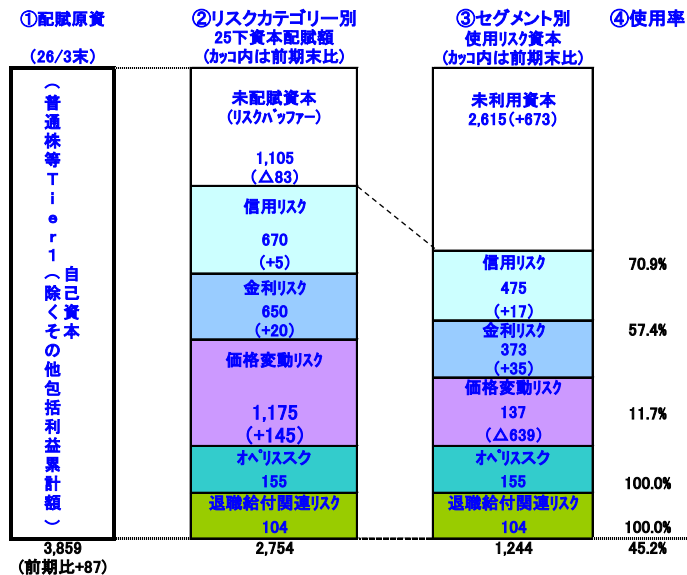 ①配賦原資
(26/3末)
(普通株等Tier1(除くその他包括利益累計額)
自己資本
3,859
(前期比+87)
②リスクカテゴリー別
25下資本配賦額
(カッコ内は前期末比)
未配賦資本
(リスクバッファー)
1,105
(△83)
信用リスク
670
(+5)
金利リスク
650
(+20)
価格変動リスク
1,175
(+145)
オペリススク
155
退職給付関連リスク
104
2,754
③セグメント別
使用リスク資本
(カッコ内は前期末比)
未利用資本
2,615(+673)
信用リスク
475
(+17)
金利リスク
373
(+35)
価格変動リスク
137
(△639)
オペリススク
155
退職給付関連リスク
104
1,244
④使用率
70.9%
57.4%
11.7%
100.0%
100.0%
45.2%